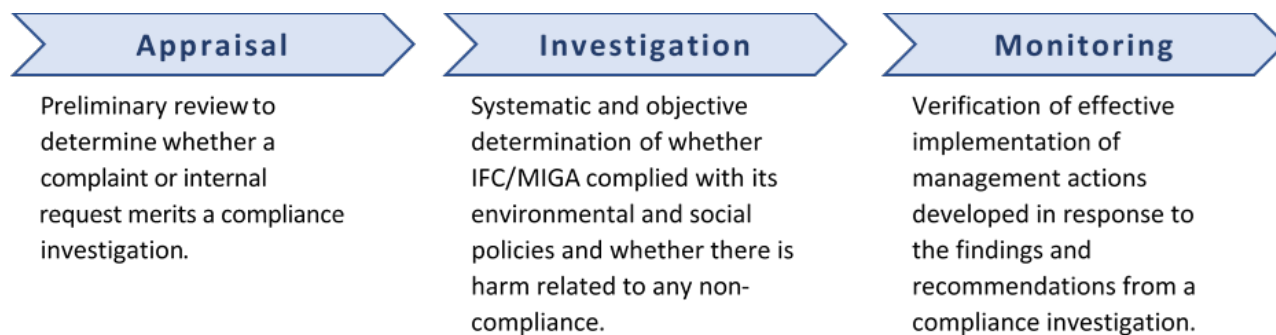 Appraisal
Preliminary review to
determine whether a
complaint or internal
request merits a compliance
investigation.
Investigation
Systematic and objective
determination of whether
IFC/MIGA complied with its
environmental and social
policies and whether there is
harm related to any non-
compliance.
Monitoring
Verification of effective
implementation of
management actions
developed in response to
the findings and
recommendations from a
compliance investigation.